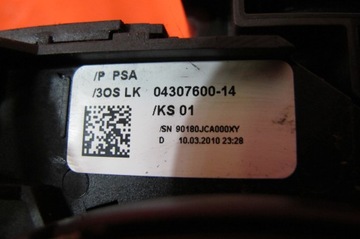 /P PSA
/3OS LK 04307600-14
/KS 01
/SN 90180JCA000XY
D 10.03.2010 23:28